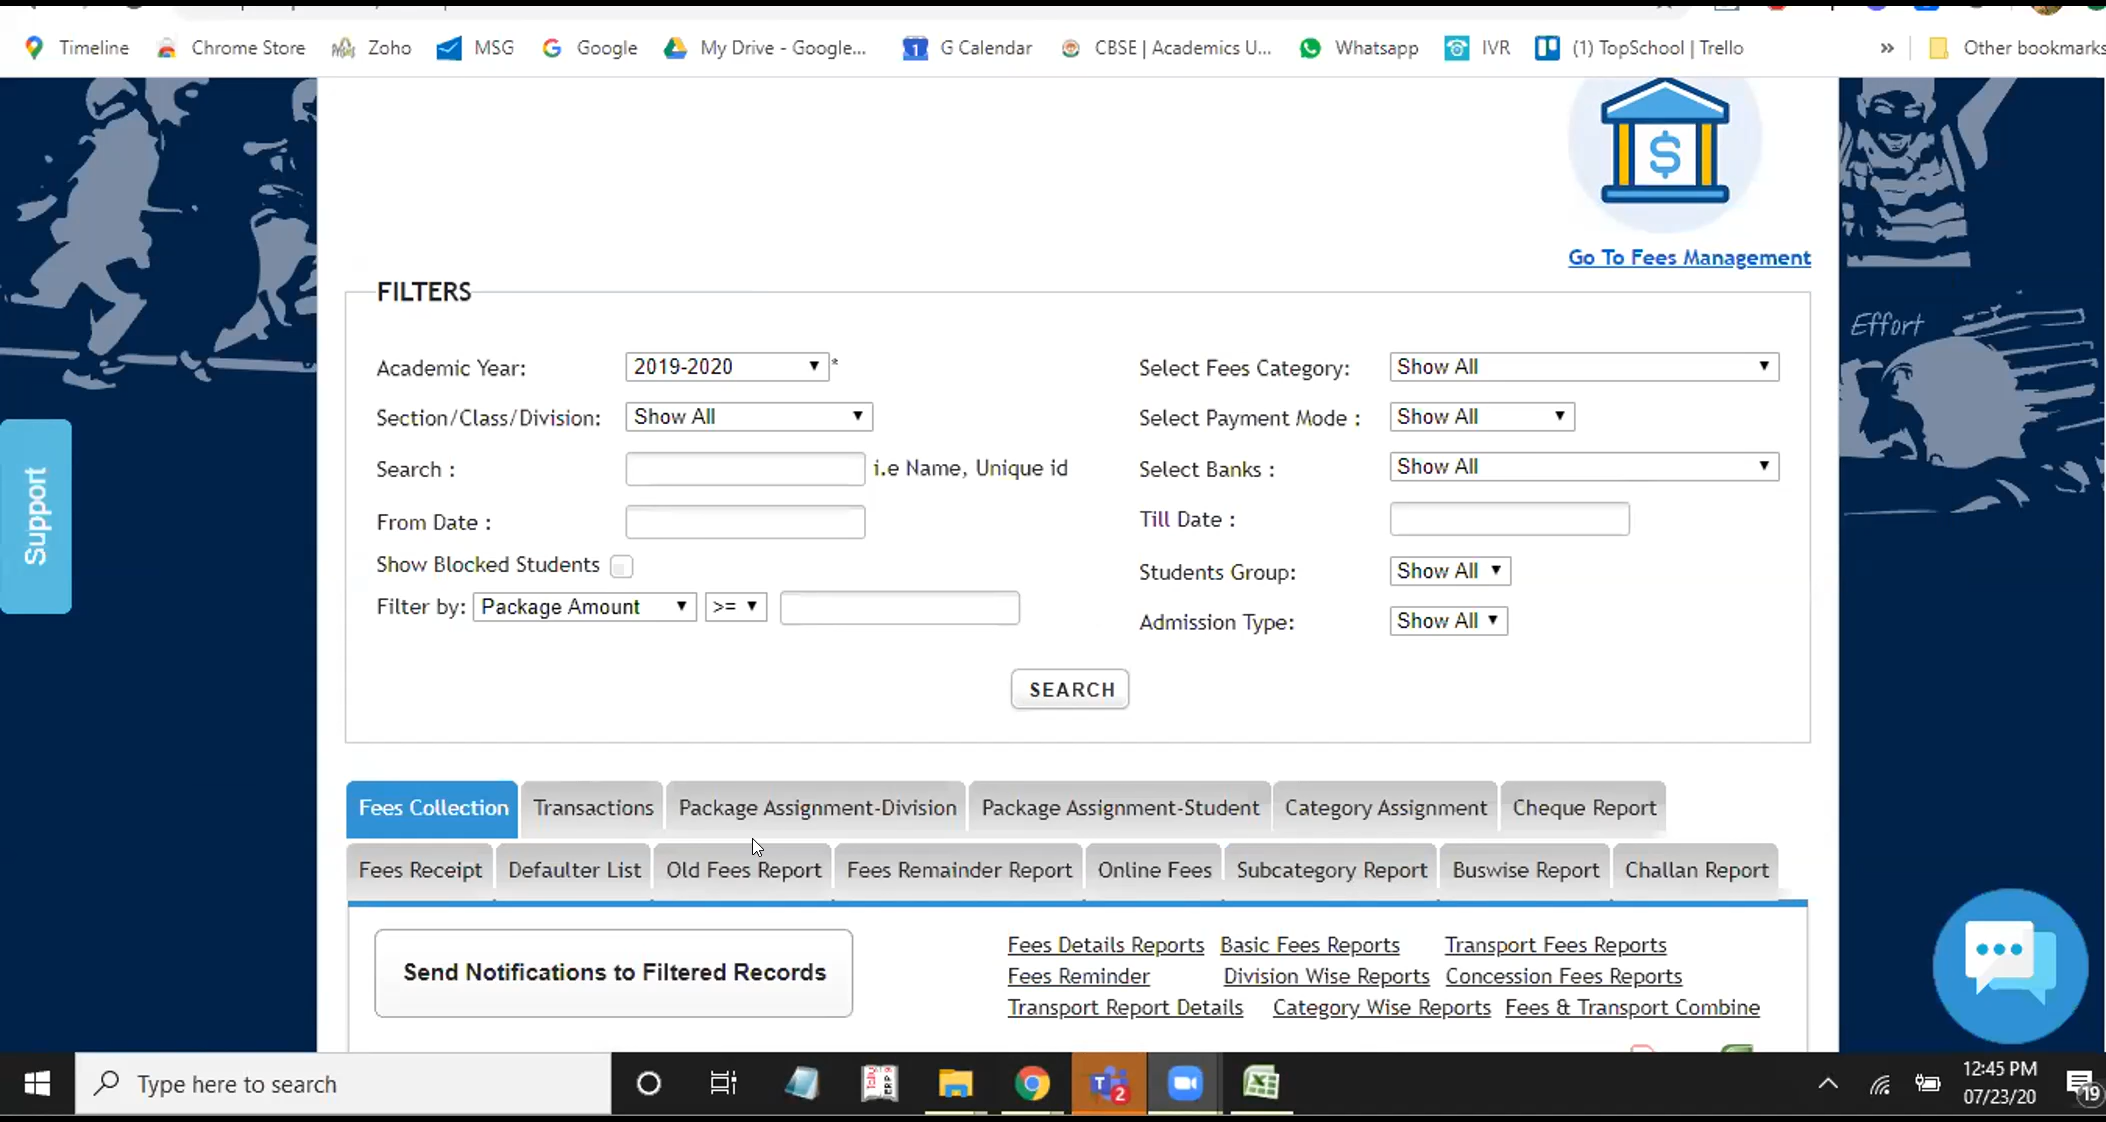 Timeline Chrome Store Zoho MSG Google My Drive - Google... 1 G Calendar CBSE | Academics U... Whatsapp IVR (1) TopSchool | Trello » Other bookmarks
$
Go To Fees Management
Effort
Support
FILTERS
Academic Year: 2019-2020 * Select Fees Category: Show All
Section/Class/Division: Show All Select Payment Mode : Show All
Search : i.e Name, Unique id Select Banks : Show All
From Date : Till Date :
Show Blocked Students Students Group: Show All
Filter by: Package Amount >= Admission Type: Show All
SEARCH
Fees Collection Transactions Package Assignment-Division Package Assignment-Student Category Assignment Cheque Report
Fees Receipt Defaulter List Old Fees Report Fees Remainder Report Online Fees Subcategory Report Buswise Report Challan Report
Send Notifications to Filtered Records
Fees Details Reports Basic Fees Reports Transport Fees Reports
Fees Reminder Division Wise Reports Concession Fees Reports
Transport Report Details Category Wise Reports Fees & Transport Combine
Type here to search Tally ERP 9 T 2 12:45 PM
07/23/20 19